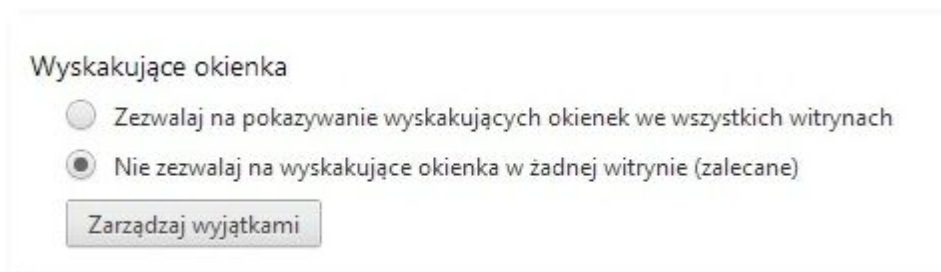 Wyskakujące okienka
Zezwalaj na pokazywanie wyskakujących okienek we wszystkich witrynach
Nie zezwalaj na wyskakujące okienka w żadnej witrynie (zalecane)
Zarządzaj wyjątkami